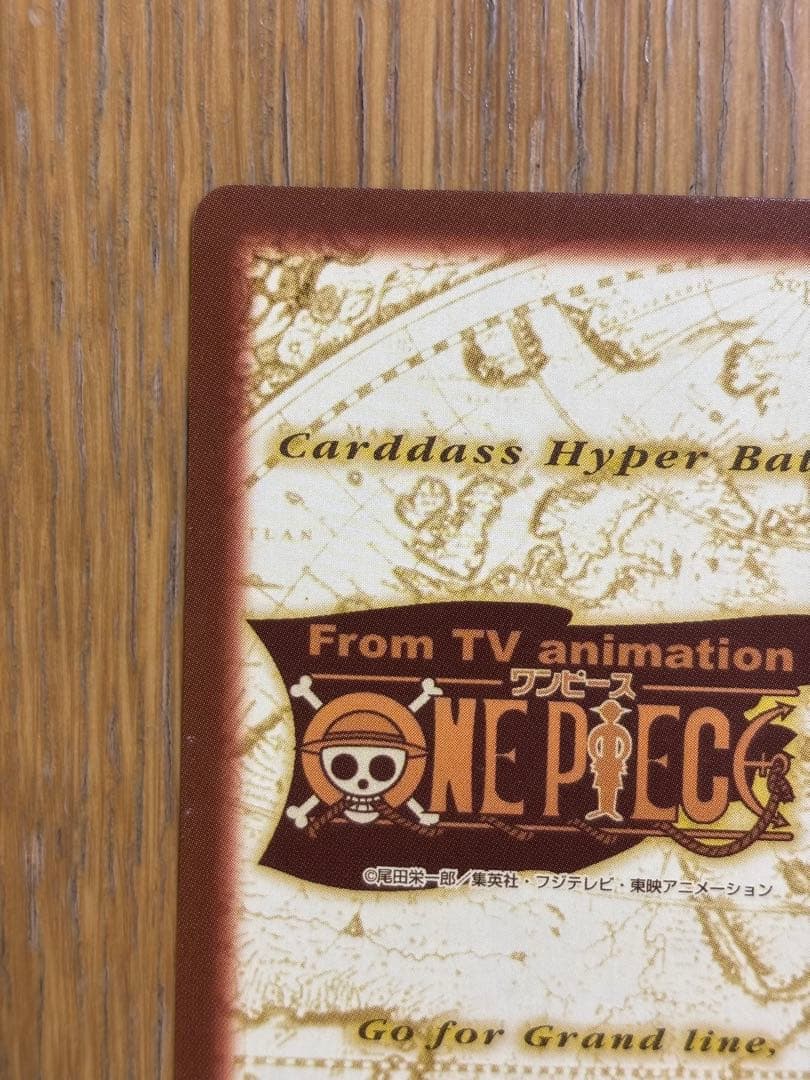 Carddass Hyper Bat
TLAN
From TV animation
ワンピース
ONE PIECE
©尾田栄一郎／集英社・フジテレビ・東映アニメーション
Go for Grand line,